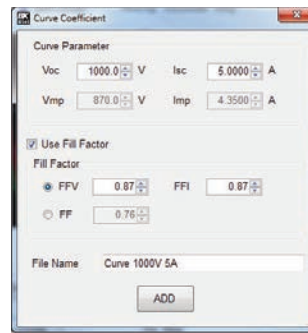 Curve Coefficient
Curve Parameter
Voc 1000.0 V Isc 5.0000 A
Vmp 870.0 V Imp 4.3500 A
Use Fill Factor
Fill Factor
FFV 0.87 FFI 0.87
FF 0.76
File Name Curve 1000V 5A
ADD